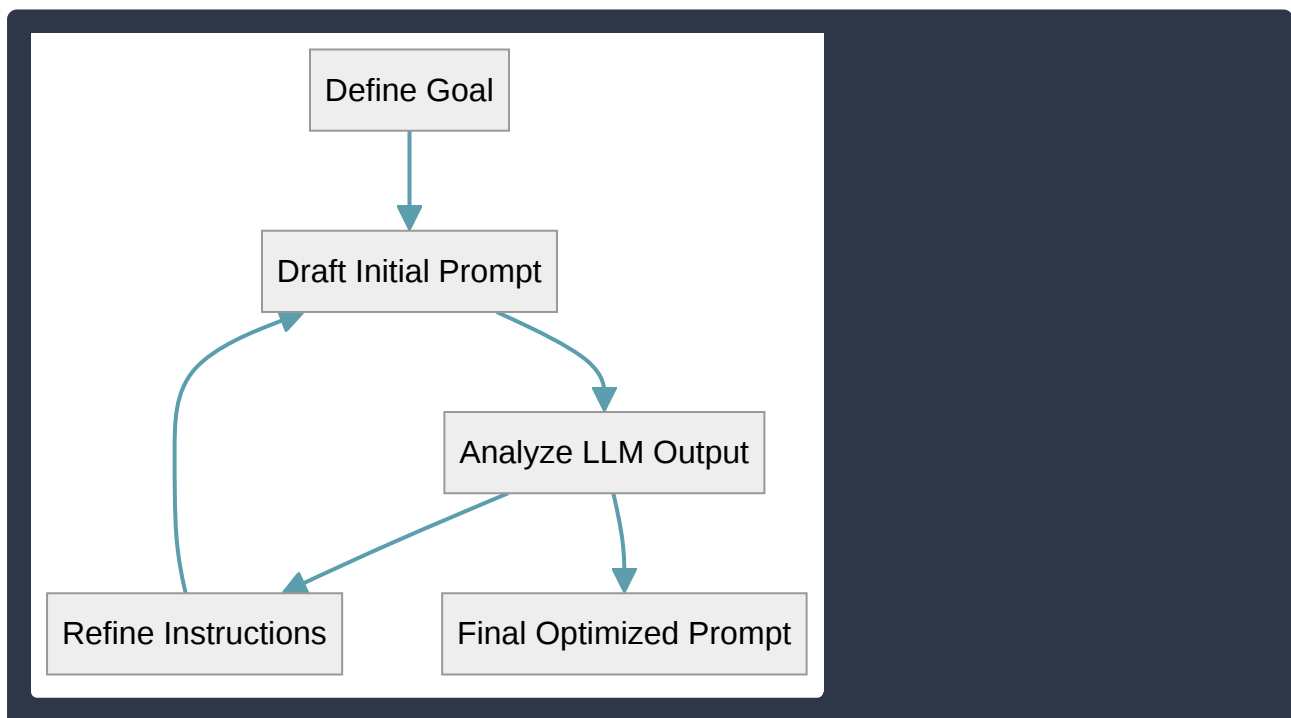 Define Goal
Draft Initial Prompt
Analyze LLM Output
Refine Instructions
Final Optimized Prompt